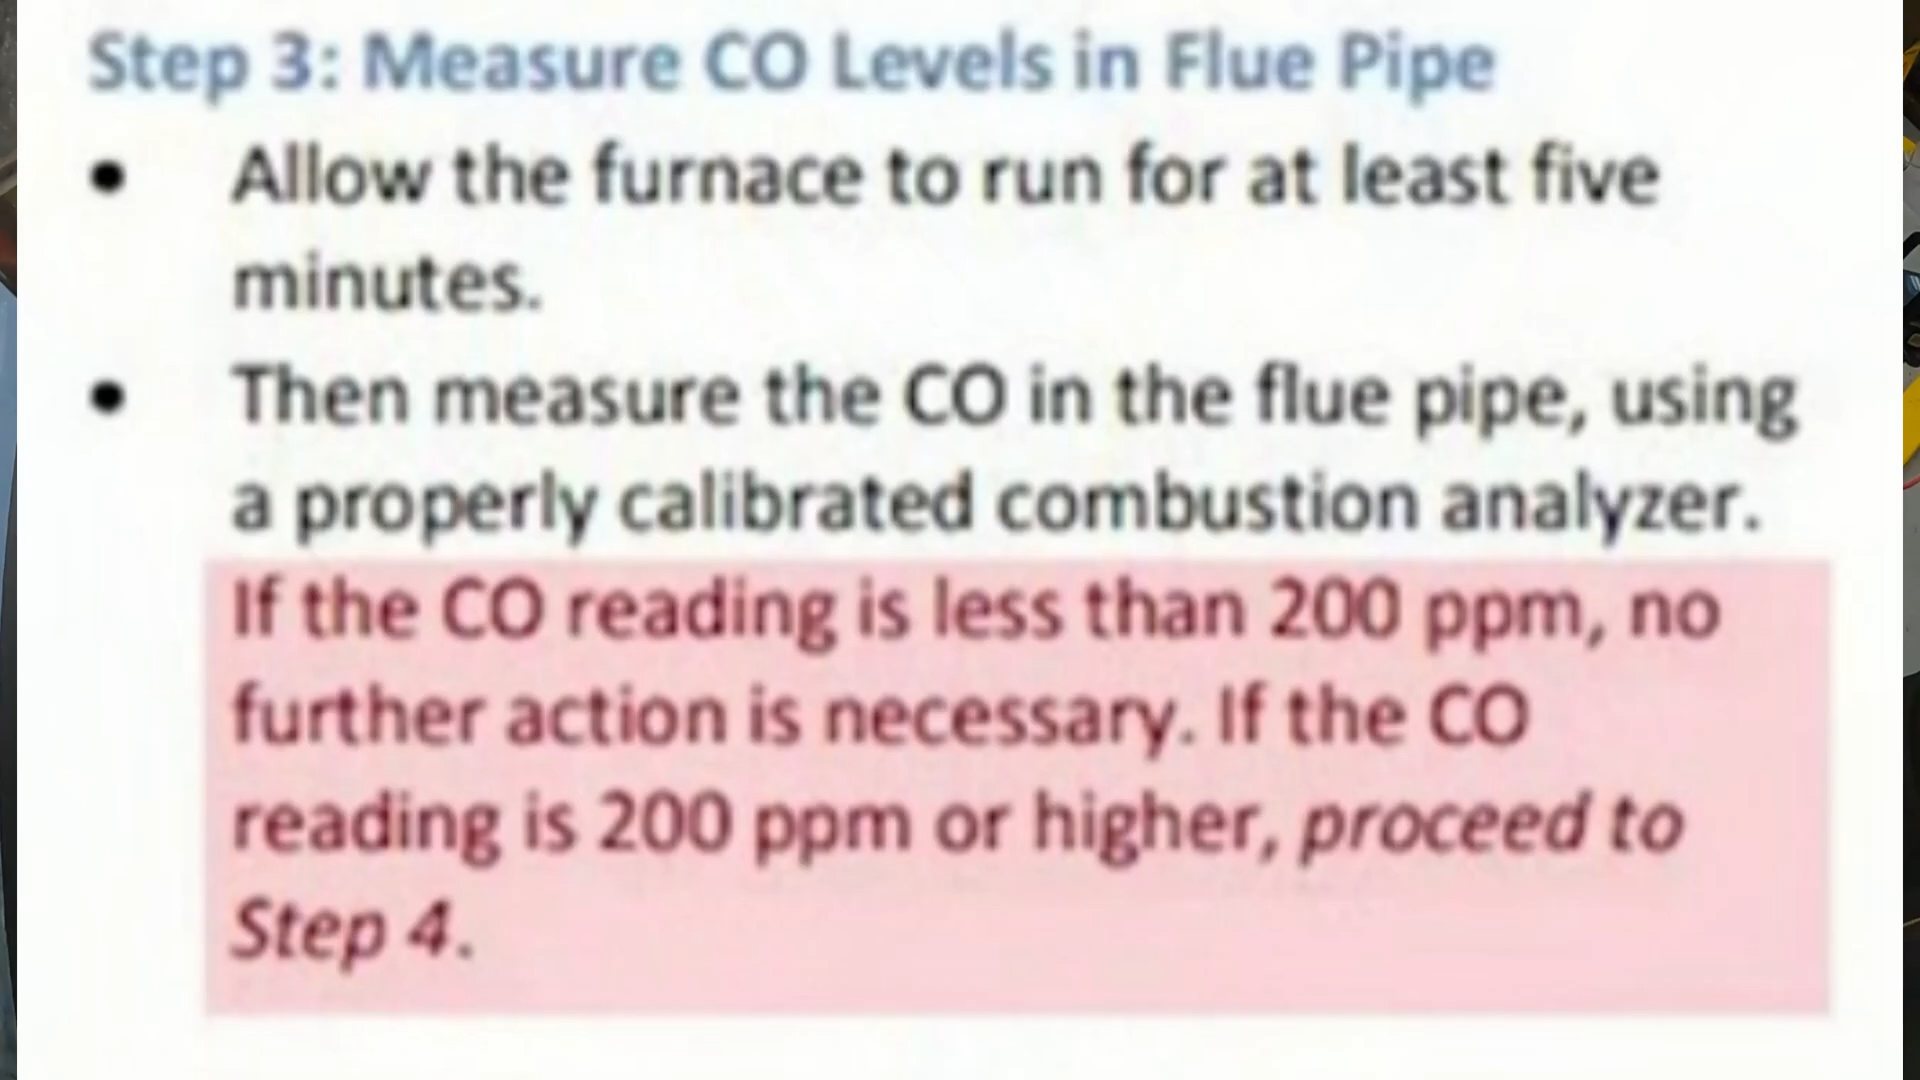 Step 3: Measure CO Levels in Flue Pipe
• Allow the furnace to run for at least five
minutes.
• Then measure the CO in the flue pipe, using
a properly calibrated combustion analyzer.
If the CO reading is less than 200 ppm, no
further action is necessary. If the CO
reading is 200 ppm or higher, proceed to
Step 4.